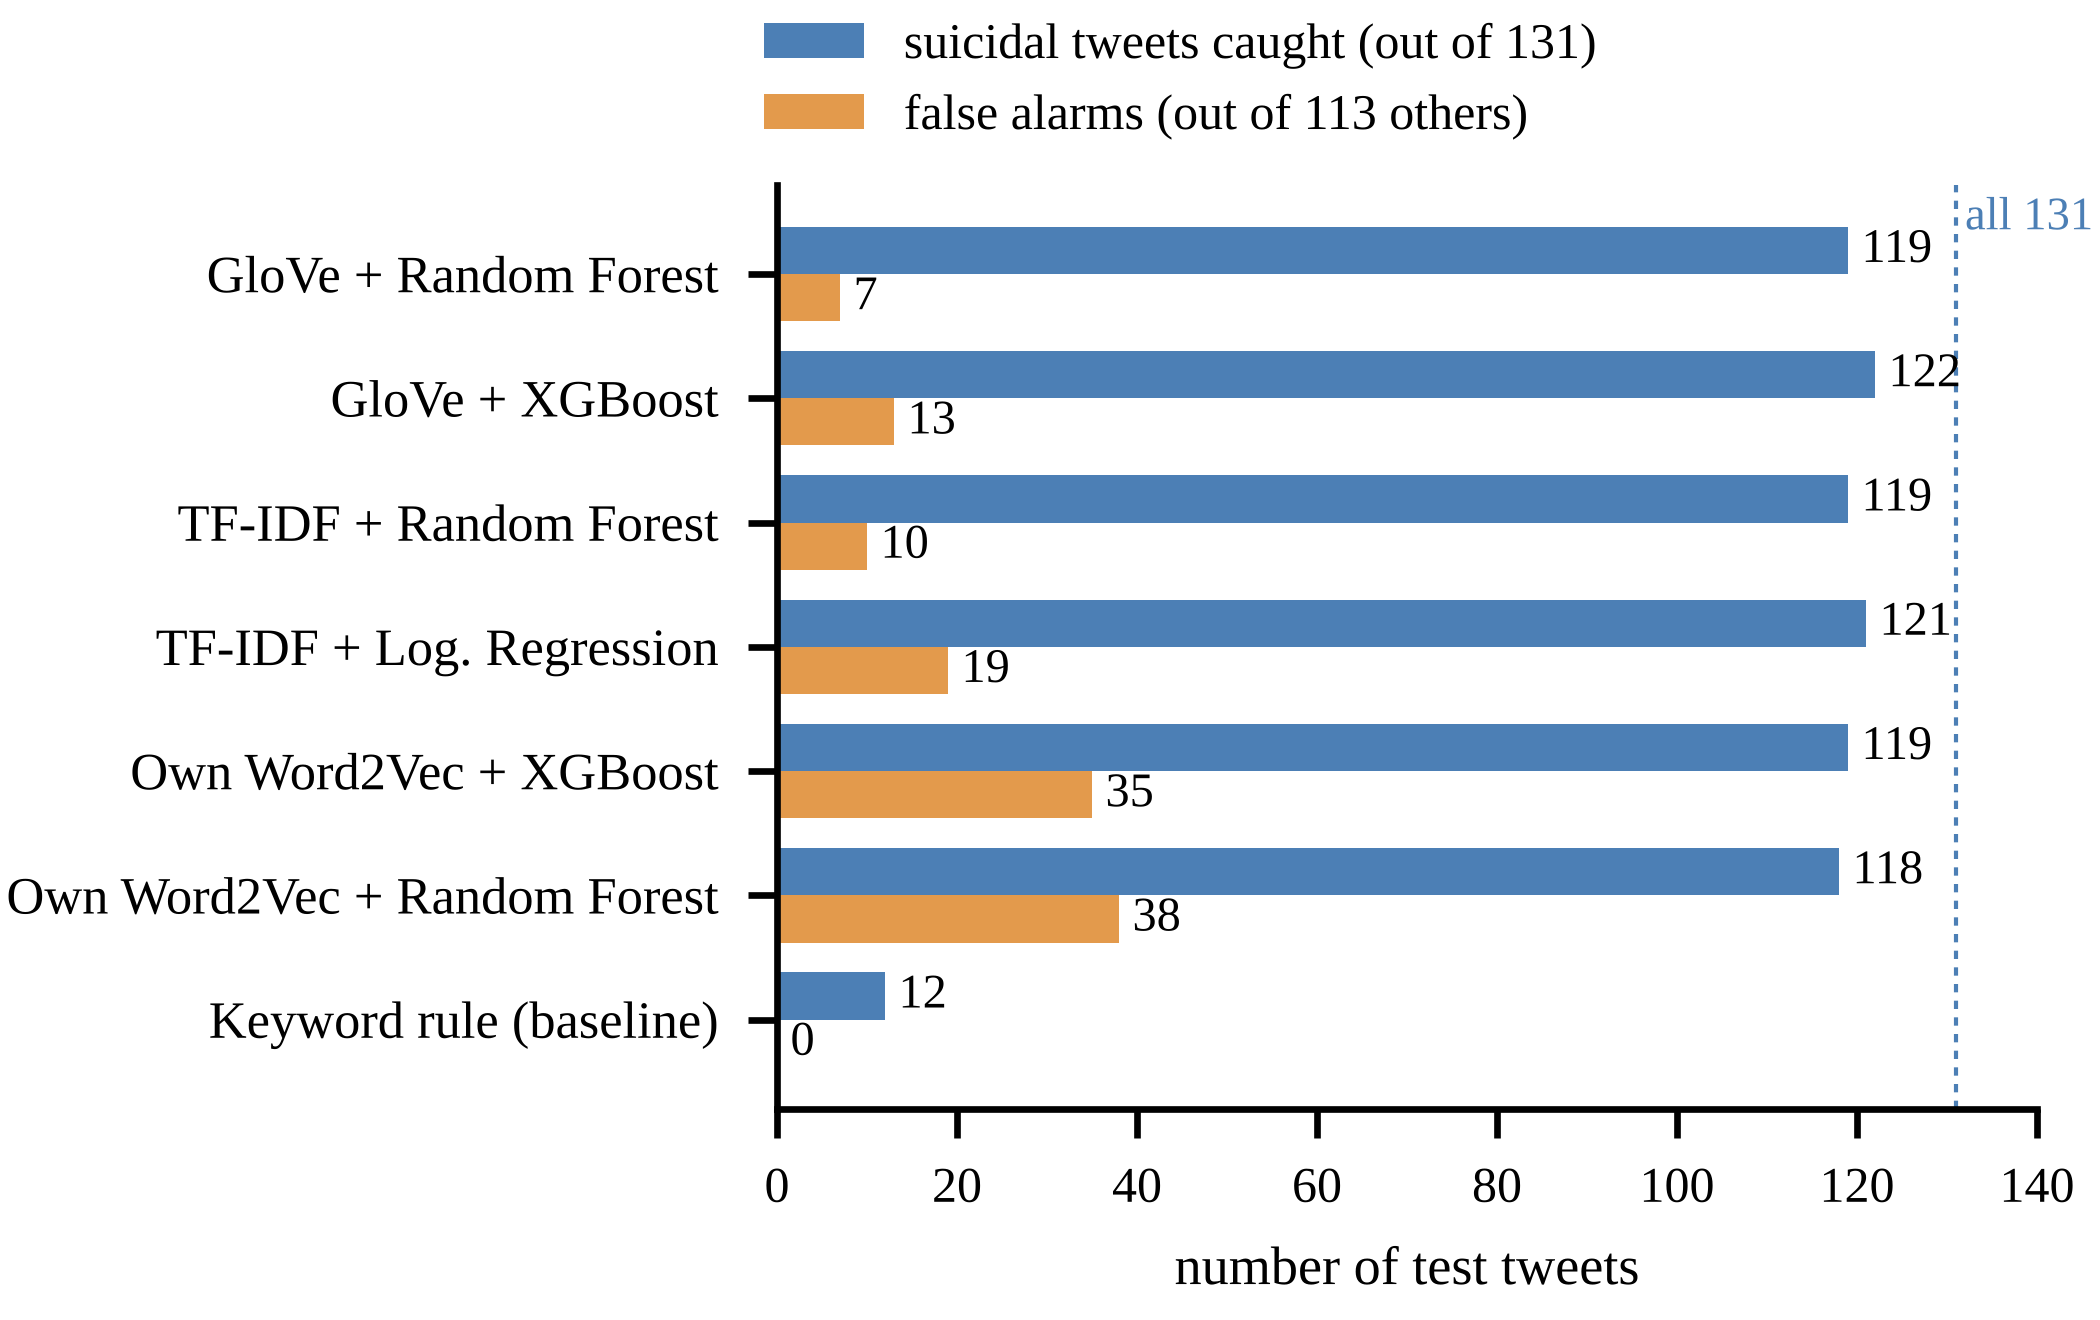 suicidal tweets caught (out of 131)
false alarms (out of 113 others)
all 131
GloVe + Random Forest
119
7
GloVe + XGBoost
122
13
TF-IDF + Random Forest
119
10
TF-IDF + Log. Regression
121
19
Own Word2Vec + XGBoost
119
35
Own Word2Vec + Random Forest
118
38
Keyword rule (baseline)
12
0
0 20 40 60 80 100 120 140
number of test tweets